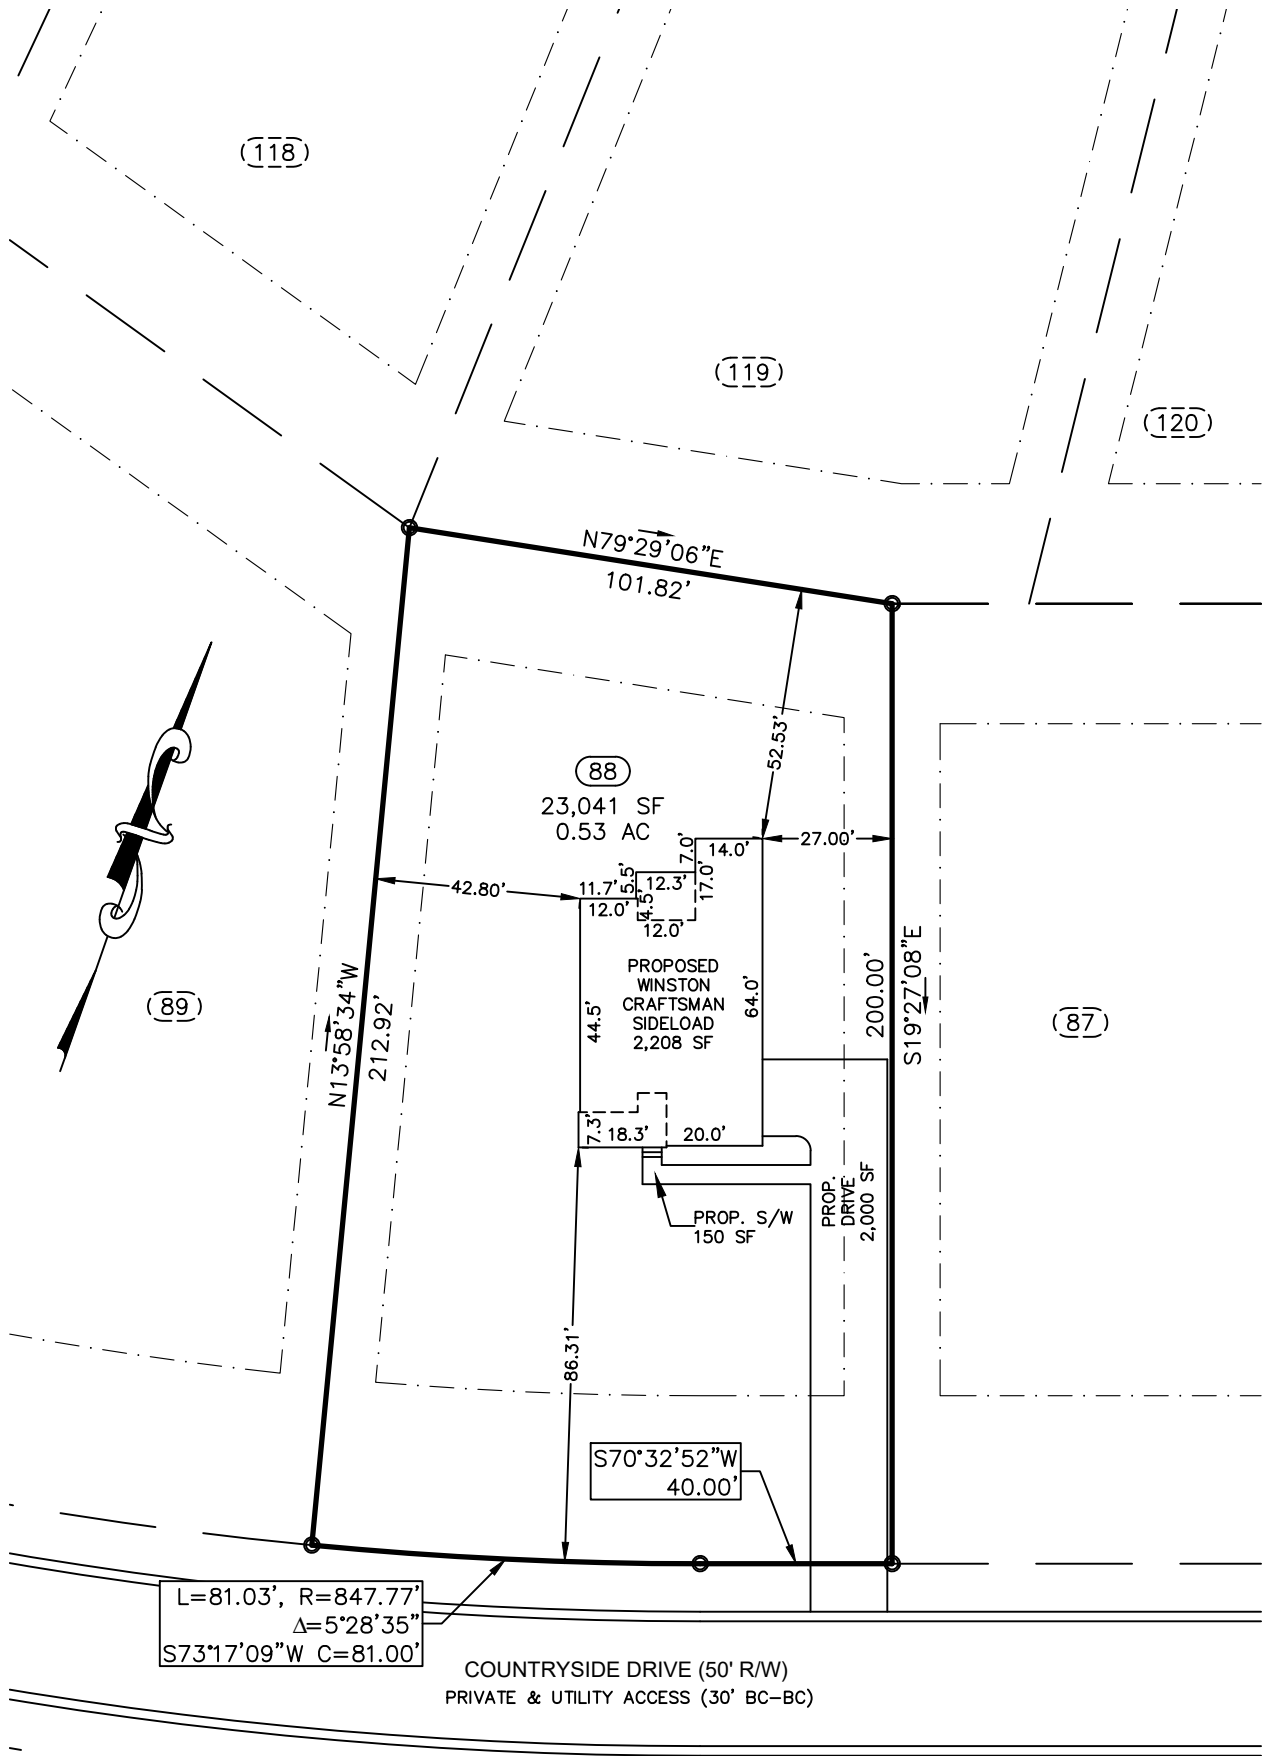 118
119
120
N79°29'06"E
101.82'
52.53'
88
23,041 SF
0.53 AC
7.0'
14.0'
27.00'
42.80'
11.7'
5.5'
12.3'
17.0'
12.0'
4.5'
12.0'
PROPOSED
WINSTON
CRAFTSMAN
SIDELOAD
2,208 SF
44.5'
64.0'
200.00'
S19°27'08"E
N13°58'34"W
212.92'
89
87
7.3'
18.3'
20.0'
PROP.
DRIVE
2,000 SF
PROP. S/W
150 SF
86.31'
S70°32'52"W
40.00'
L=81.03', R=847.77'
Δ=5°28'35"
S73°17'09"W C=81.00'
COUNTRYSIDE DRIVE (50' R/W)
PRIVATE & UTILITY ACCESS (30' BC-BC)